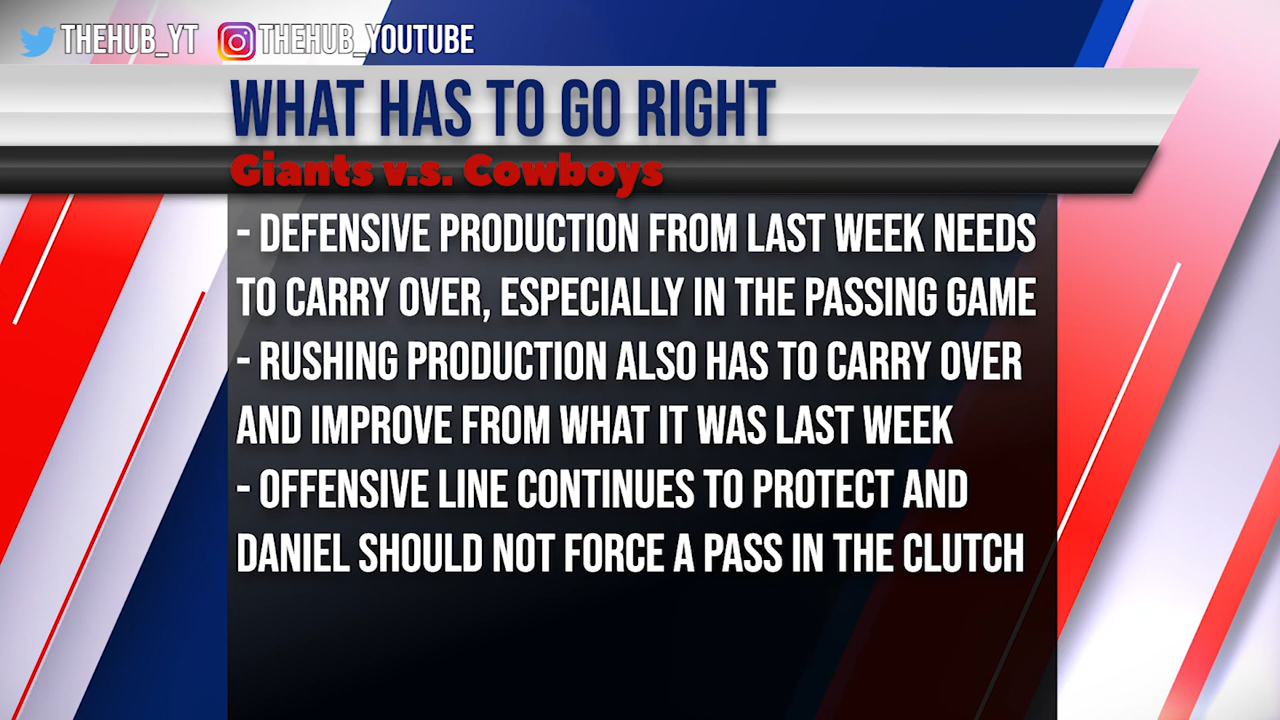 THEHUB_YT THEHUB_YOUTUBE
WHAT HAS TO GO RIGHT
Giants v.s. Cowboys
- DEFENSIVE PRODUCTION FROM LAST WEEK NEEDS
TO CARRY OVER, ESPECIALLY IN THE PASSING GAME
- RUSHING PRODUCTION ALSO HAS TO CARRY OVER
AND IMPROVE FROM WHAT IT WAS LAST WEEK
- OFFENSIVE LINE CONTINUES TO PROTECT AND
DANIEL SHOULD NOT FORCE A PASS IN THE CLUTCH